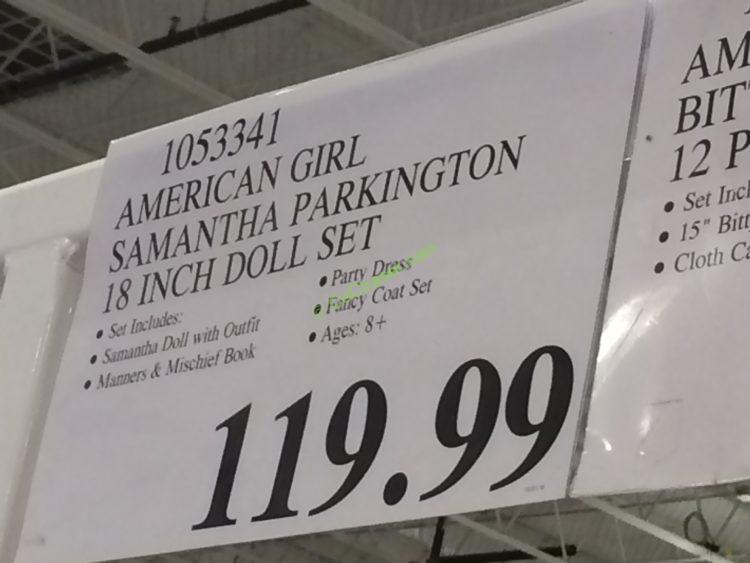 1053341
AMERICAN GIRL
SAMANTHA PARKINGTON
18 INCH DOLL SET
• Set Includes:
• Samantha Doll with Outfit
• Manners & Mischief Book
• Party Dress
• Fancy Coat Set
• Ages: 8+
119.99
AM
BIT
12 P
• Set Incl
• 15" Bitt
• Cloth Ca